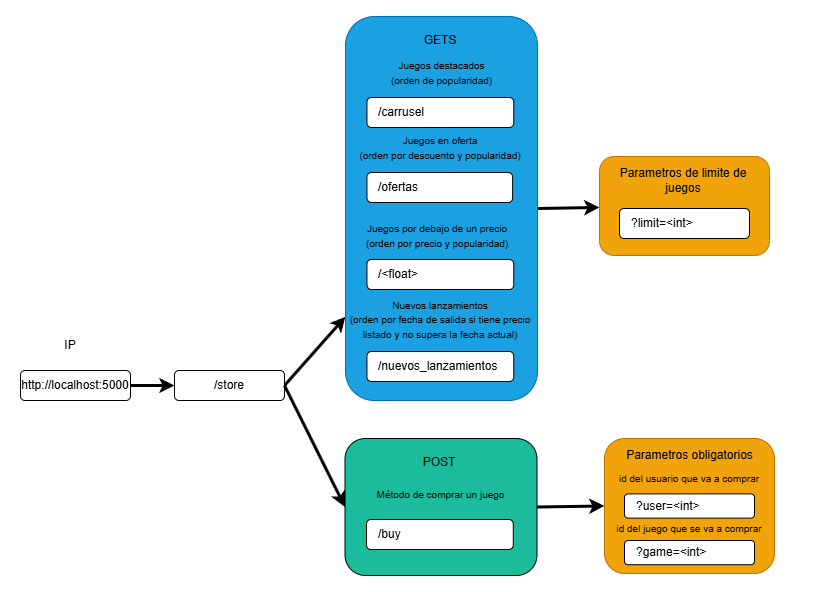 IP
http://localhost:5000
/store
GETS
Juegos destacados
(orden de popularidad)
/carrusel
Juegos en oferta
(orden por descuento y popularidad)
/ofertas
Juegos por debajo de un precio
(orden por precio y popularidad)
/<float>
Nuevos lanzamientos
(orden por fecha de salida si tiene precio
listado y no supera la fecha actual)
/nuevos_lanzamientos
Parametros de limite de
juegos
?limit=<int>
POST
Método de comprar un juego
/buy
Parametros obligatorios
id del usuario que va a comprar
?user=<int>
id del juego que se va a comprar
?game=<int>